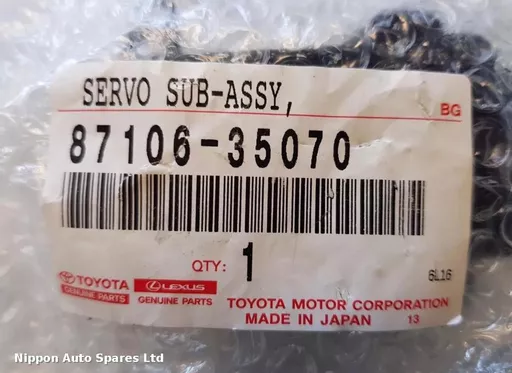 SERVO SUB-ASSY,
BG
87106-35070
QTY: 1
6L16
TOYOTA
GENUINE PARTS
LEXUS
GENUINE PARTS
TOYOTA MOTOR CORPORATION
MADE IN JAPAN 13
Nippon Auto Spares Ltd